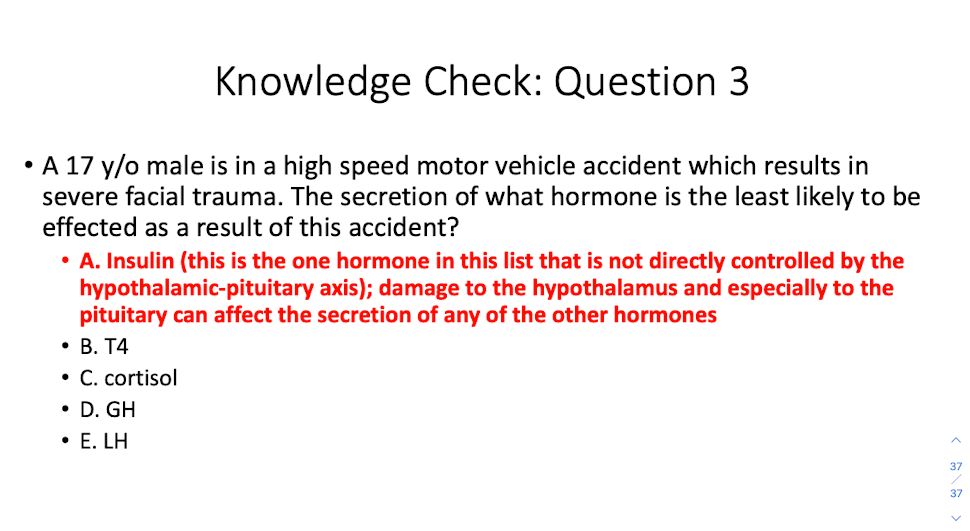 Knowledge Check: Question 3
• A 17 y/o male is in a high speed motor vehicle accident which results in
severe facial trauma. The secretion of what hormone is the least likely to be
effected as a result of this accident?
• A. Insulin (this is the one hormone in this list that is not directly controlled by the
hypothalamic-pituitary axis); damage to the hypothalamus and especially to the
pituitary can affect the secretion of any of the other hormones
• B. T4
• C. cortisol
• D. GH
• E. LH
37
/
37